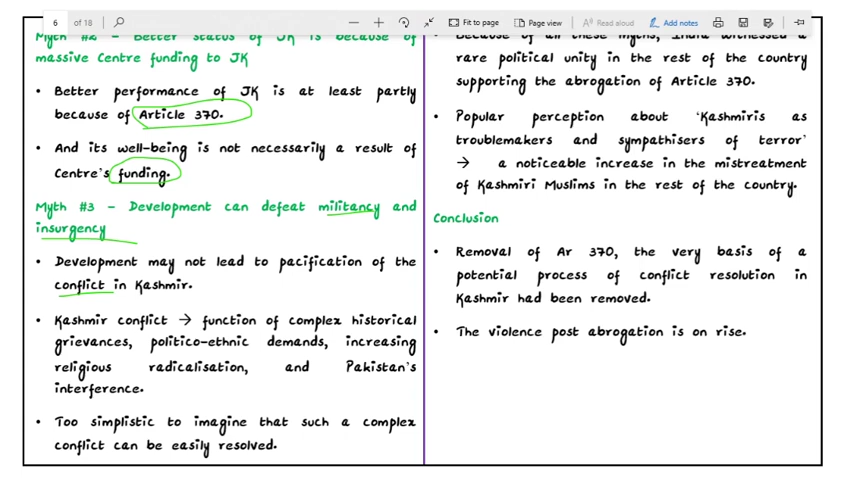 6 of 18
Fit to page
Page view
Read aloud
Add notes
Myth #2 - Better status of JK is because of
massive Centre funding to JK
• Better performance of JK is at least partly
because of Article 370.
• And its well-being is not necessarily a result of
Centre's funding.
Myth #3 - Development can defeat militancy and
insurgency
• Development may not lead to pacification of the
conflict in Kashmir.
• Kashmir conflict → function of complex historical
grievances, politico-ethnic demands, increasing
religious radicalisation, and Pakistan's
interference.
• Too simplistic to imagine that such a complex
conflict can be easily resolved.
• Because of all these myths, India witnessed a
rare political unity in the rest of the country
supporting the abrogation of Article 370.
• Popular perception about 'Kashmiris as
troublemakers and sympathisers of terror'
→ a noticeable increase in the mistreatment
of Kashmiri Muslims in the rest of the country.
Conclusion
• Removal of Ar 370, the very basis of a
potential process of conflict resolution in
Kashmir had been removed.
• The violence post abrogation is on rise.